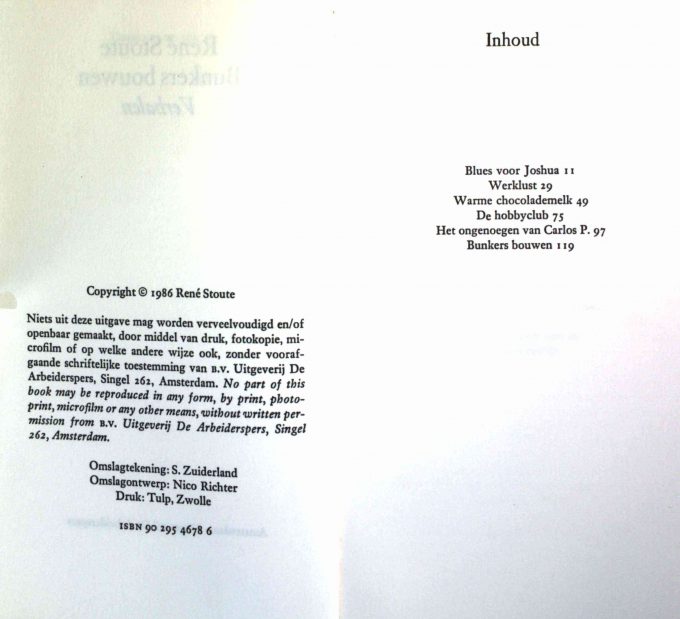 René Stoute
Bunkers bouwen
Verhalen
Copyright © 1986 René Stoute
Niets uit deze uitgave mag worden verveelvoudigd en/of
openbaar gemaakt, door middel van druk, fotokopie, mi-
crofilm of op welke andere wijze ook, zonder vooraf-
gaande schriftelijke toestemming van B.V. Uitgeverij De
Arbeiderspers, Singel 262, Amsterdam. No part of this
book may be reproduced in any form, by print, photo-
print, microfilm or any other means, without written per-
mission from B.V. Uitgeverij De Arbeiderspers, Singel
262, Amsterdam.
Omslagtekening: S. Zuiderland
Omslagontwerp: Nico Richter
Druk: Tulp, Zwolle
ISBN 90 295 4678 6
Inhoud
Blues voor Joshua 11
Werklust 29
Warme chocolademelk 49
De hobbyclub 75
Het ongenoegen van Carlos P. 97
Bunkers bouwen 119